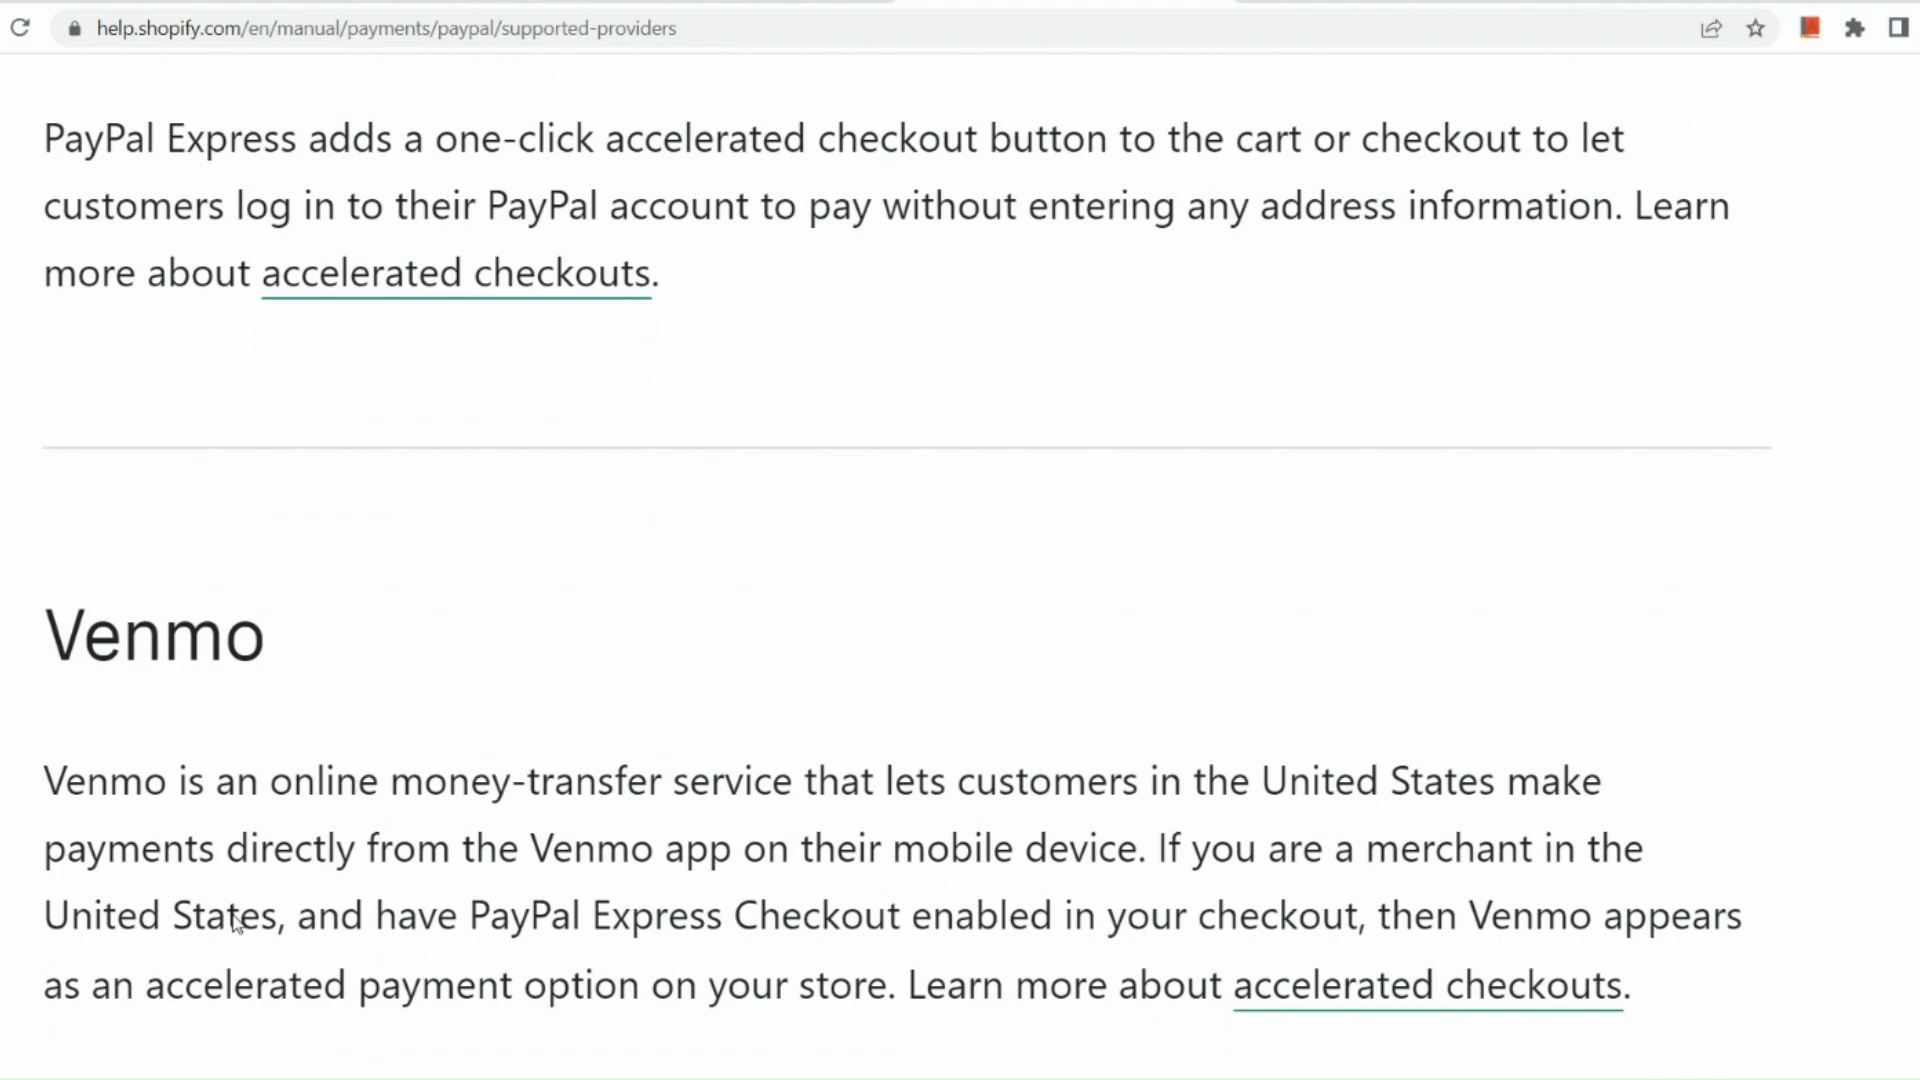 help.shopify.com/en/manual/payments/paypal/supported-providers
PayPal Express adds a one-click accelerated checkout button to the cart or checkout to let
customers log in to their PayPal account to pay without entering any address information. Learn
more about accelerated checkouts.
Venmo
Venmo is an online money-transfer service that lets customers in the United States make
payments directly from the Venmo app on their mobile device. If you are a merchant in the
United States, and have PayPal Express Checkout enabled in your checkout, then Venmo appears
as an accelerated payment option on your store. Learn more about accelerated checkouts.